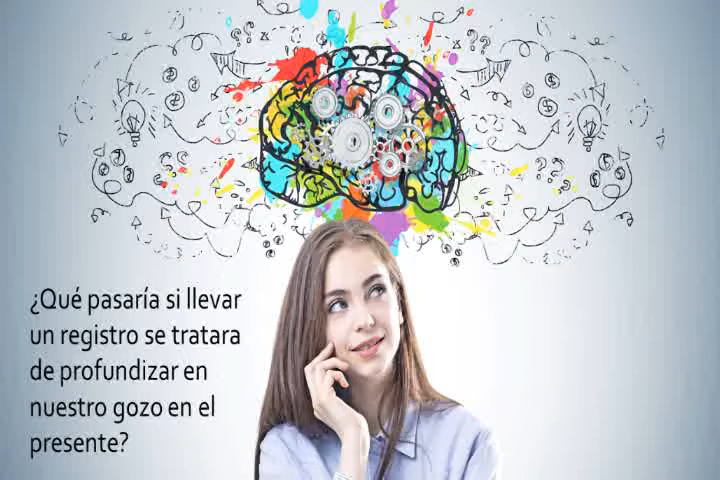 ¿Qué pasaría si llevar
un registro se tratara
de profundizar en
nuestro gozo en el
presente?